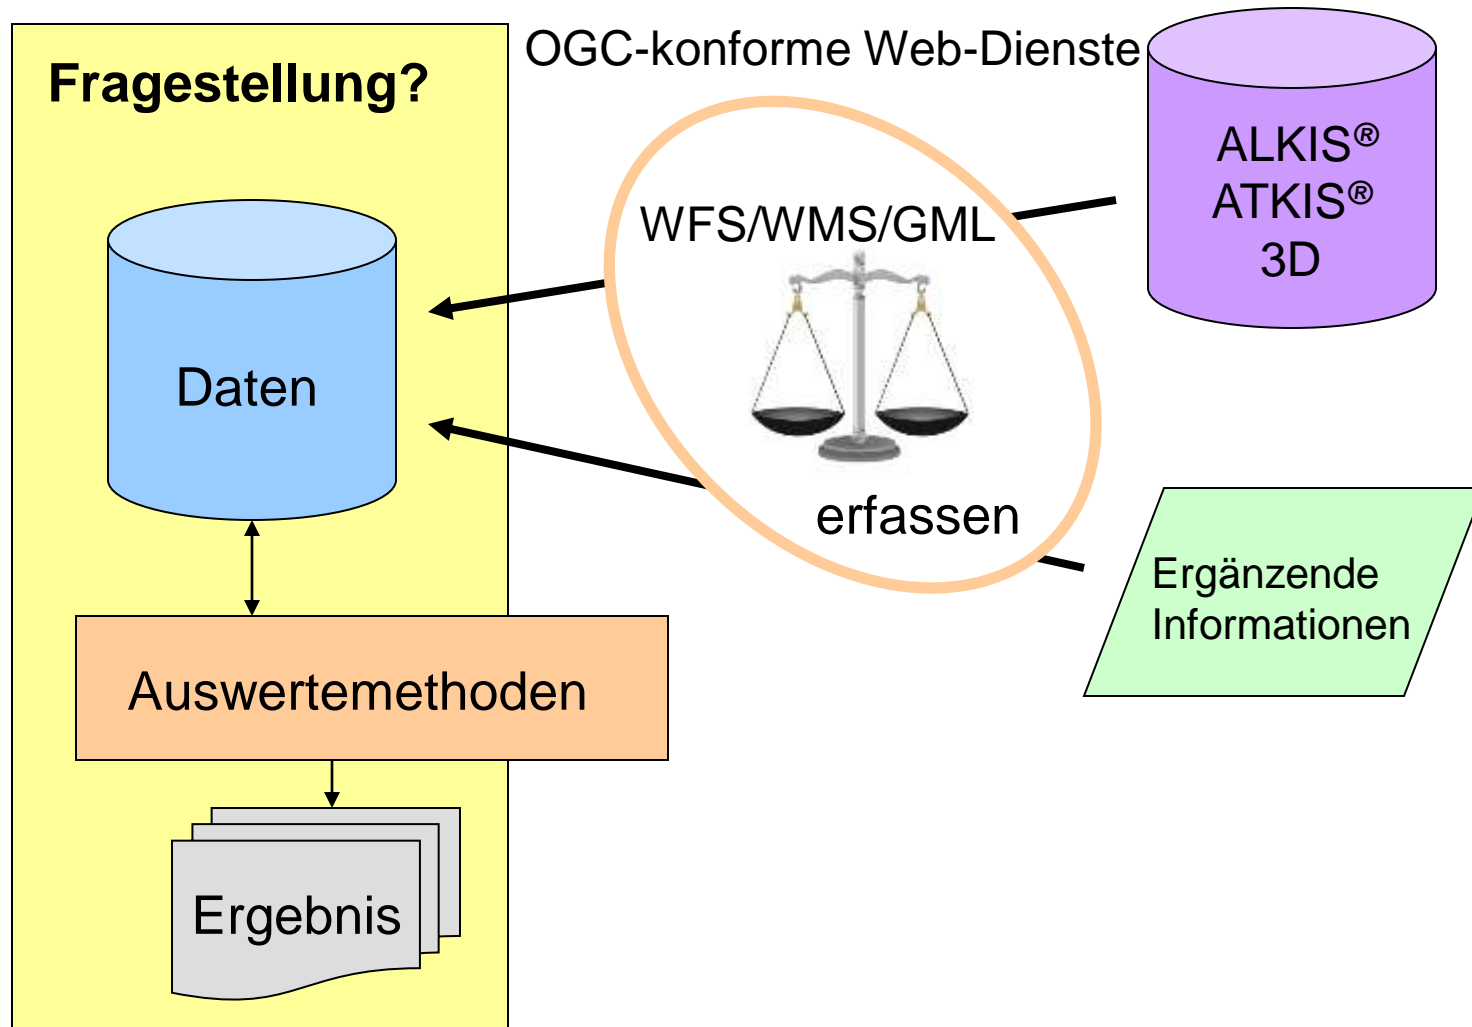 OGC-konforme Web-Dienste
Fragestellung?
ALKIS®
ATKIS®
3D
WFS/WMS/GML
Daten
erfassen
Ergänzende
Informationen
Auswertemethoden
Ergebnis